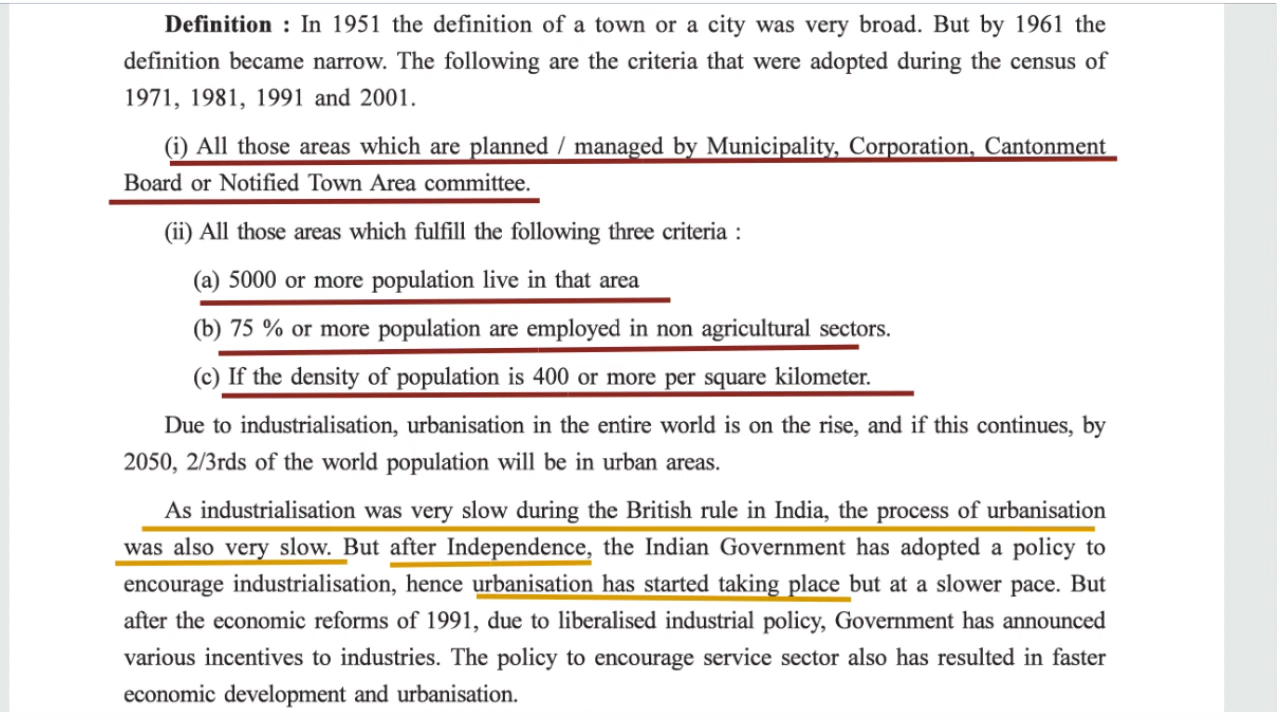 Definition : In 1951 the definition of a town or a city was very broad. But by 1961 the
definition became narrow. The following are the criteria that were adopted during the census of
1971, 1981, 1991 and 2001.
(i) All those areas which are planned / managed by Municipality, Corporation, Cantonment
Board or Notified Town Area committee.
(ii) All those areas which fulfill the following three criteria :
(a) 5000 or more population live in that area
(b) 75 % or more population are employed in non agricultural sectors.
(c) If the density of population is 400 or more per square kilometer.
Due to industrialisation, urbanisation in the entire world is on the rise, and if this continues, by
2050, 2/3rds of the world population will be in urban areas.
As industrialisation was very slow during the British rule in India, the process of urbanisation
was also very slow. But after Independence, the Indian Government has adopted a policy to
encourage industrialisation, hence urbanisation has started taking place but at a slower pace. But
after the economic reforms of 1991, due to liberalised industrial policy, Government has announced
various incentives to industries. The policy to encourage service sector also has resulted in faster
economic development and urbanisation.